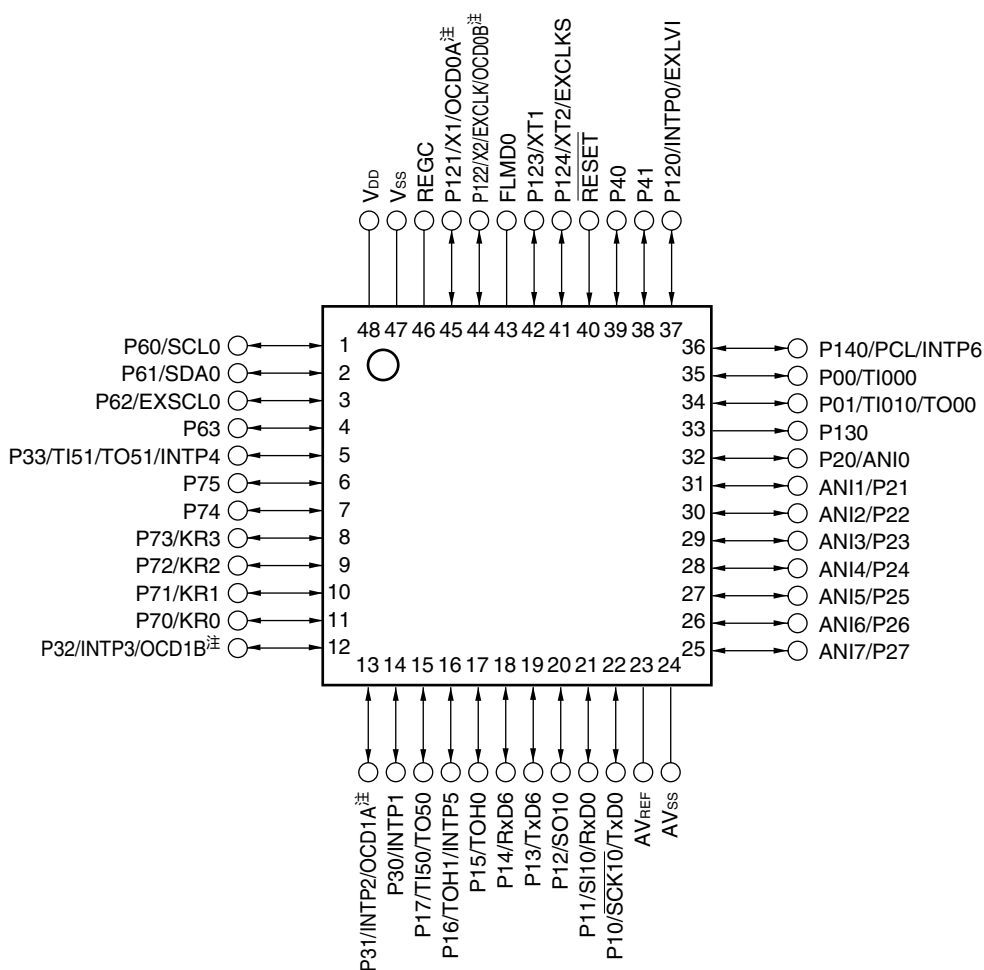 VDD
VSS
REGC
P121/X1/OCD0A注
P122/X2/EXCLK/OCD0B注
FLMD0
P123/XT1
P124/XT2/EXCLKS
RESET
P40
P41
P120/INTP0/EXLVI
48 47 46 45 44 43 42 41 40 39 38 37
P60/SCL0 1
P61/SDA0 2
P62/EXSCL0 3
P63 4
P33/TI51/TO51/INTP4 5
P75 6
P74 7
P73/KR3 8
P72/KR2 9
P71/KR1 10
P70/KR0 11
P32/INTP3/OCD1B注 12
36 P140/PCL/INTP6
35 P00/TI000
34 P01/TI010/TO00
33 P130
32 P20/ANI0
31 ANI1/P21
30 ANI2/P22
29 ANI3/P23
28 ANI4/P24
27 ANI5/P25
26 ANI6/P26
25 ANI7/P27
13 14 15 16 17 18 19 20 21 22 23 24
P31/INTP2/OCD1A注
P30/INTP1
P17/TI50/TO50
P16/TOH1/INTP5
P15/TOH0
P14/RxD6
P13/TxD6
P12/SO10
P11/SI10/RxD0
P10/SCK10/TxD0
AVREF
AVSS